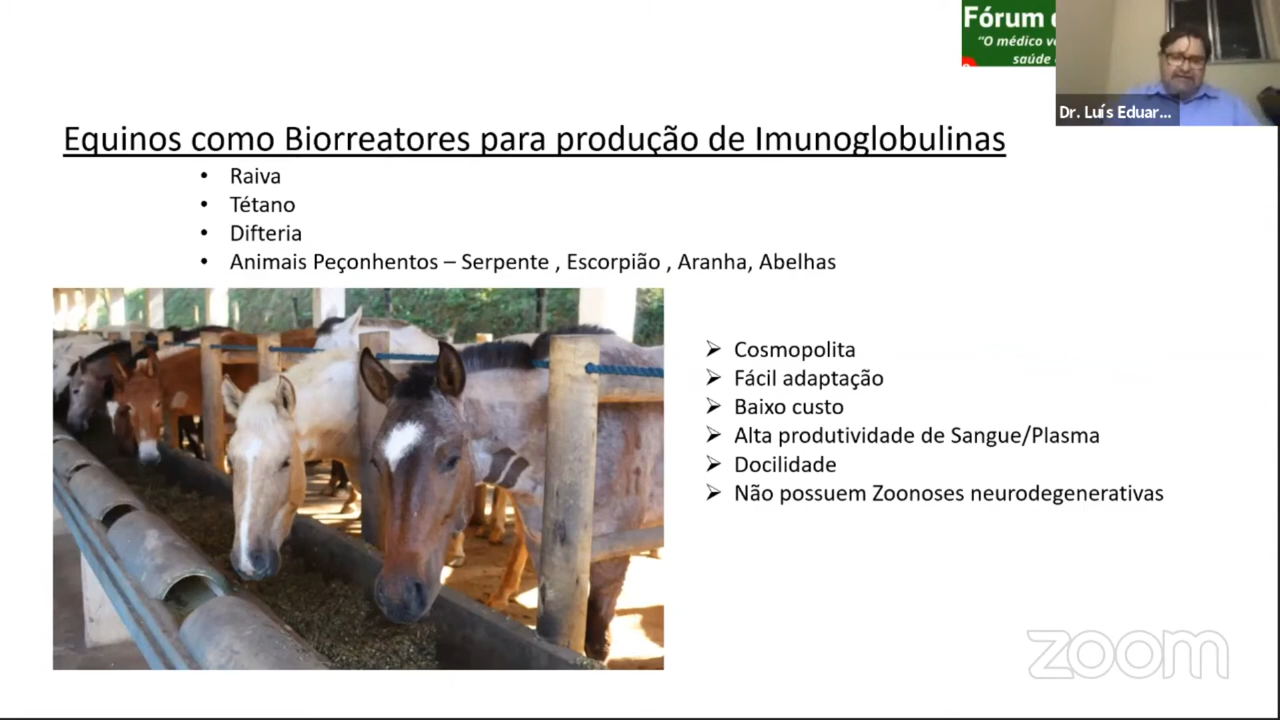 Fórum
"O médico
saúde
Dr. Luís Eduar...
Equinos como Biorreatores para produção de Imunoglobulinas
• Raiva
• Tétano
• Difteria
• Animais Peçonhentos – Serpente , Escorpião , Aranha, Abelhas
➢ Cosmopolita
➢ Fácil adaptação
➢ Baixo custo
➢ Alta produtividade de Sangue/Plasma
➢ Docilidade
➢ Não possuem Zoonoses neurodegenerativas
zoom